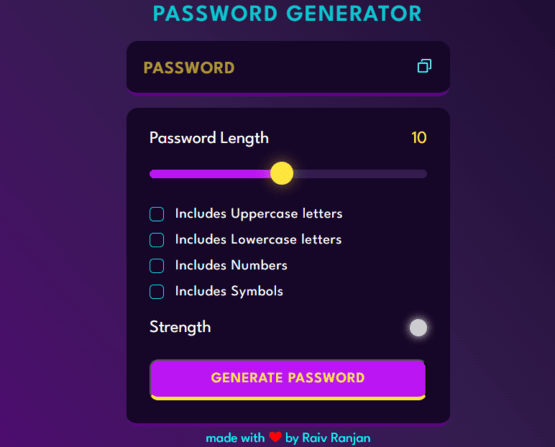 PASSWORD GENERATOR
PASSWORD
Password Length 10
Includes Uppercase letters
Includes Lowercase letters
Includes Numbers
Includes Symbols
Strength
GENERATE PASSWORD
made with ❤️ by Raiv Ranjan